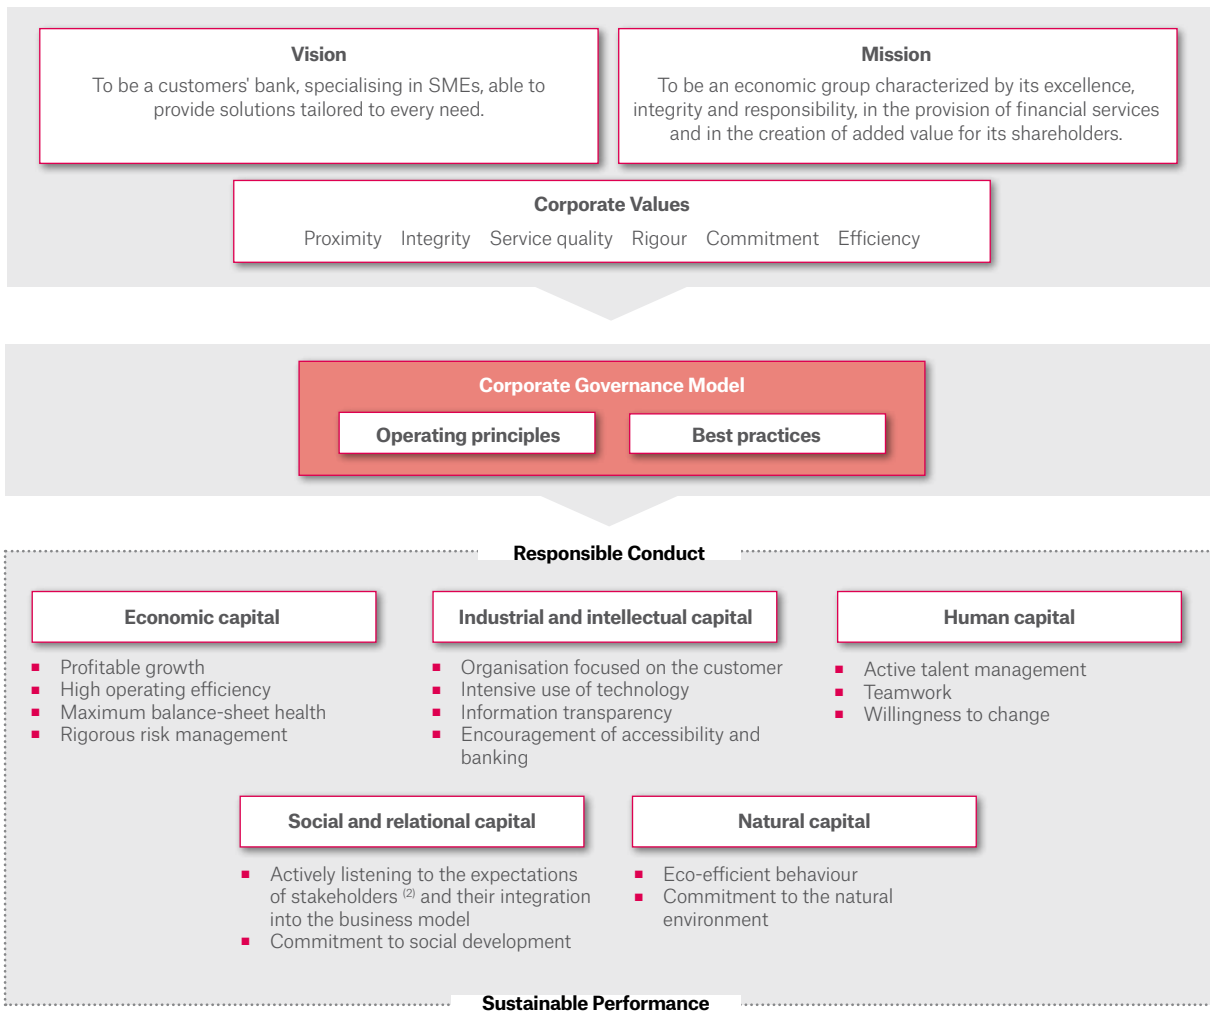 Vision
To be a customers' bank, specialising in SMEs, able to
provide solutions tailored to every need.
Mission
To be an economic group characterized by its excellence,
integrity and responsibility, in the provision of financial services
and in the creation of added value for its shareholders.
Corporate Values
Proximity Integrity Service quality Rigour Commitment Efficiency
Corporate Governance Model
Operating principles
Best practices
Responsible Conduct
Economic capital
■ Profitable growth
■ High operating efficiency
■ Maximum balance-sheet health
■ Rigorous risk management
Industrial and intellectual capital
■ Organisation focused on the customer
■ Intensive use of technology
■ Information transparency
■ Encouragement of accessibility and
banking
Human capital
■ Active talent management
■ Teamwork
■ Willingness to change
Social and relational capital
■ Actively listening to the expectations
of stakeholders (2) and their integration
into the business model
■ Commitment to social development
Natural capital
■ Eco-efficient behaviour
■ Commitment to the natural
environment
Sustainable Performance